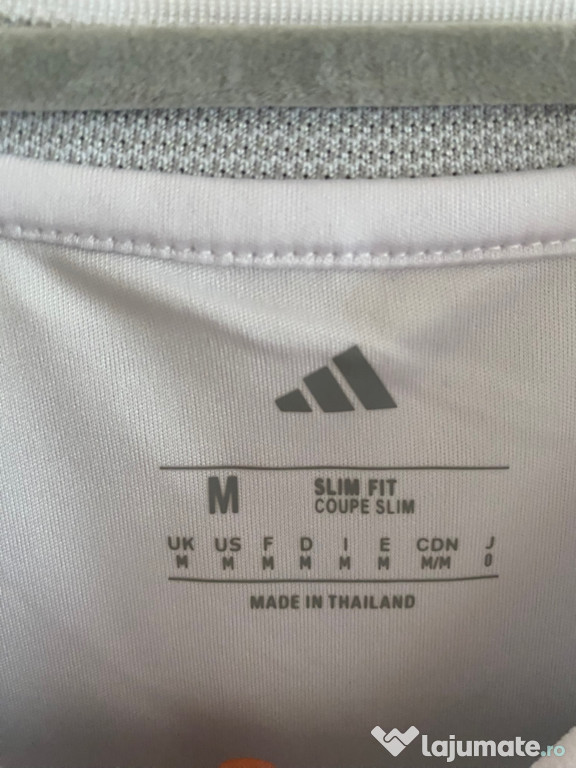 M
SLIM FIT
COUPE SLIM
UK US F D I E CDN J
M M M M M M M/M O
MADE IN THAILAND
lajumate.ro